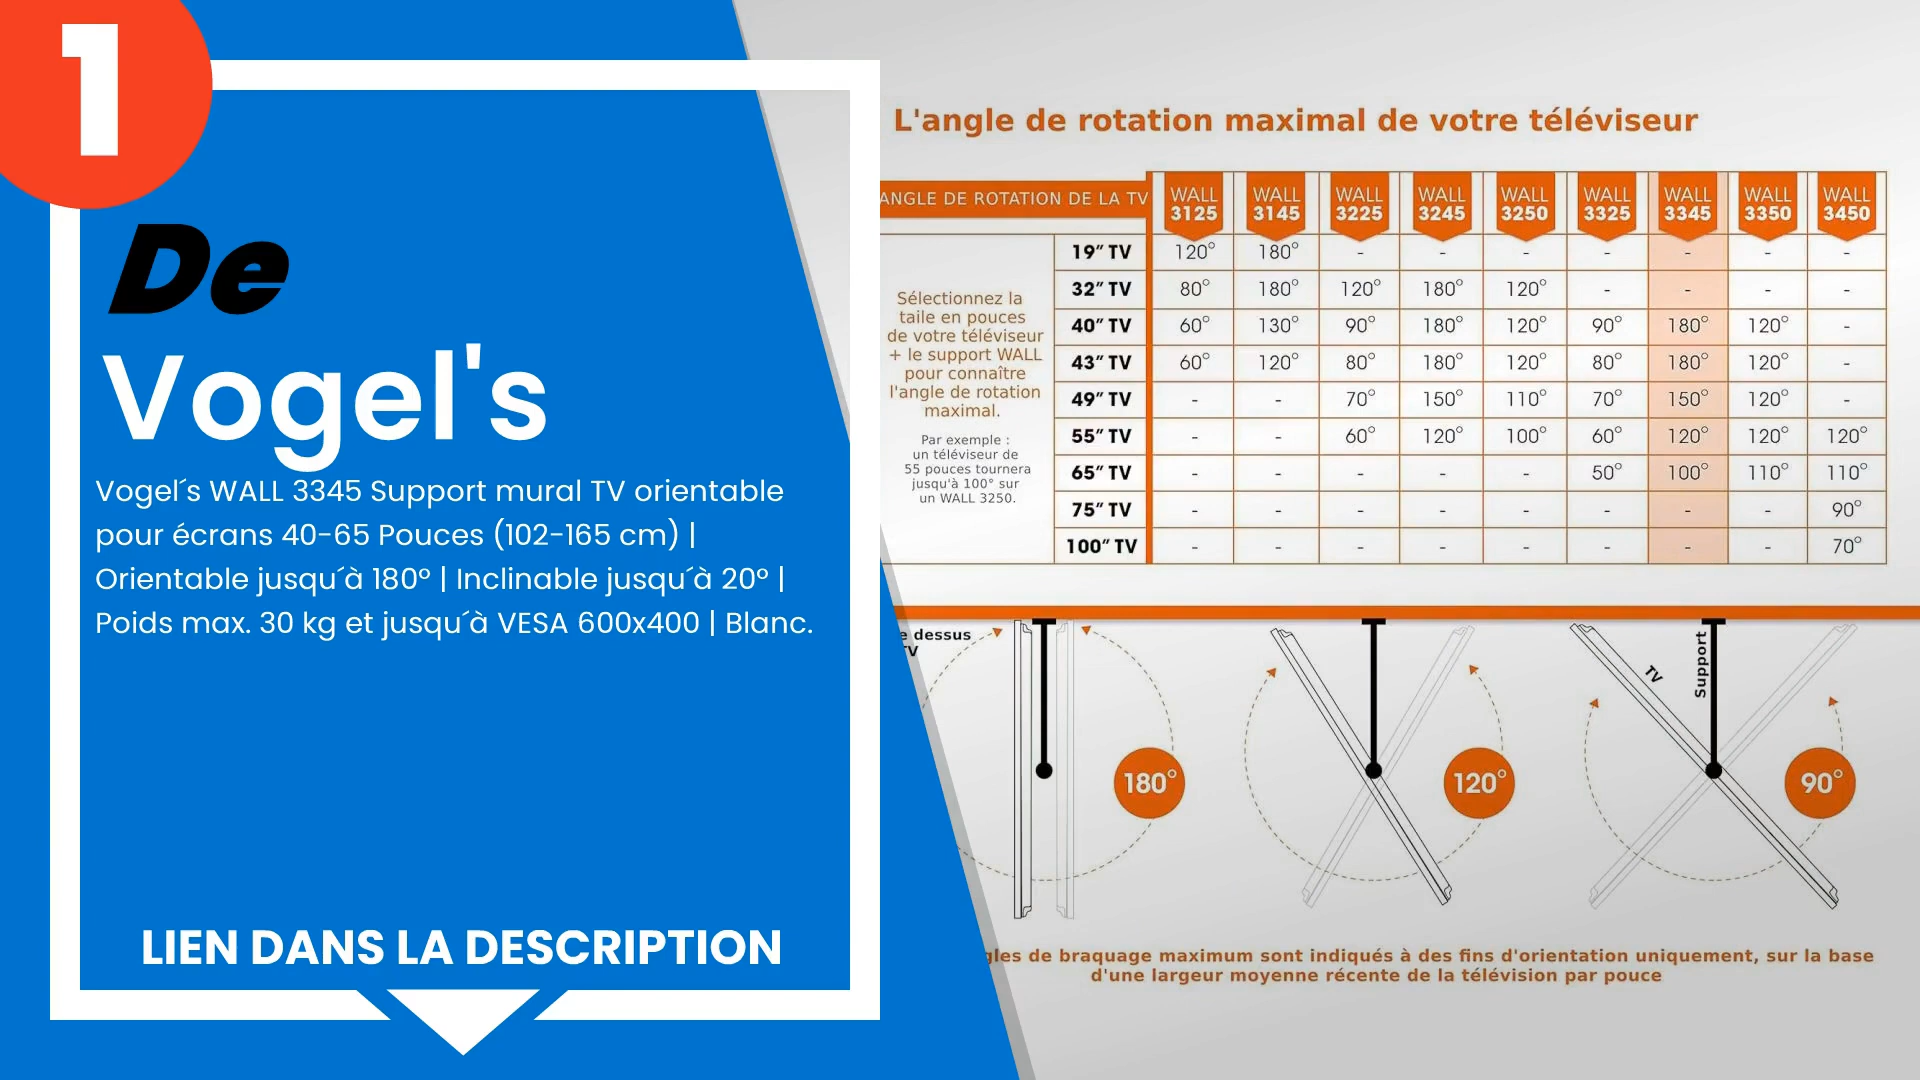 1
De
Vogel's
Vogel´s WALL 3345 Support mural TV orientable
pour écrans 40-65 Pouces (102-165 cm) |
Orientable jusqu´à 180° | Inclinable jusqu´à 20° |
Poids max. 30 kg et jusqu´à VESA 600x400 | Blanc.
LIEN DANS LA DESCRIPTION
L'angle de rotation maximal de votre téléviseur
ANGLE DE ROTATION DE LA TV WALL 3125 WALL 3145 WALL 3225 WALL 3245 WALL 3250 WALL 3325 WALL 3345 WALL 3350 WALL 3450
Sélectionnez la
taile en pouces
de votre téléviseur
+ le support WALL
pour connaître
l'angle de rotation
maximal.
Par exemple :
un téléviseur de
55 pouces tournera
jusqu'à 100° sur
un WALL 3250.
19” TV 120° 180° - - - - - - -
32” TV 80° 180° 120° 180° 120° - - - -
40” TV 60° 130° 90° 180° 120° 90° 180° 120° -
43” TV 60° 120° 80° 180° 120° 80° 180° 120° -
49” TV - - 70° 150° 110° 70° 150° 120° -
55” TV - - 60° 120° 100° 60° 120° 120° 120°
65” TV - - - - - 50° 100° 110° 110°
75” TV - - - - - - - - 90°
100” TV - - - - - - - - 70°
dessus
TV
Support
TV
180°
120°
90°
de braquage maximum sont indiqués à des fins d'orientation uniquement, sur la base
d'une largeur moyenne récente de la télévision par pouce